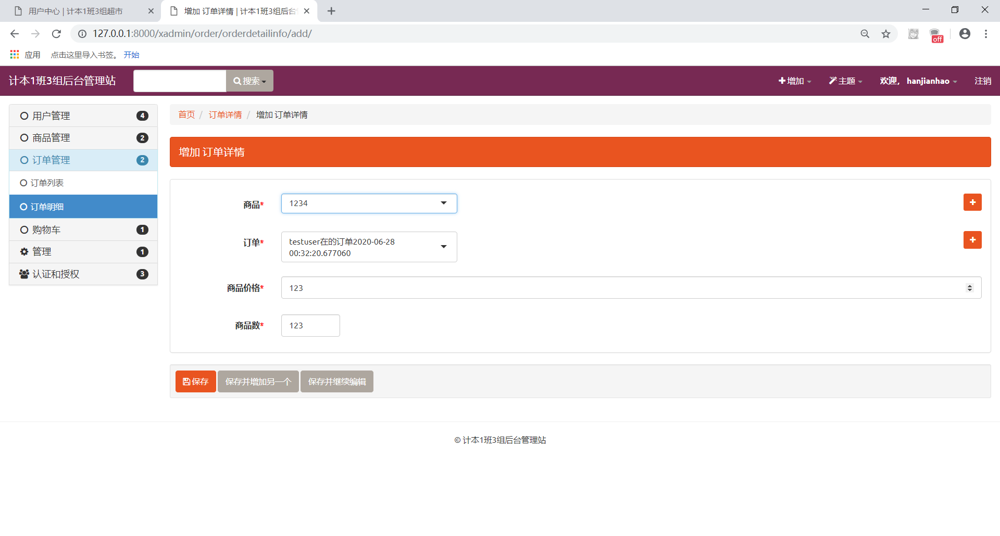 用户中心 | 计本1班3组超市
增加 订单详情 | 计本1班3组后台
127.0.0.1:8000/xadmin/order/orderdetailinfo/add/
off
应用 点击这里导入书签。 开始
计本1班3组后台管理站 搜索 增加 主题 欢迎, hanjianhao 注销
用户管理 4
商品管理 2
订单管理 2
订单列表
订单明细
购物车 1
管理 1
认证和授权 3
首页 / 订单详情 / 增加 订单详情
增加 订单详情
商品* 1234
订单* testuser在的订单2020-06-28
00:32:20.677060
商品价格* 123
商品数* 123
保存 保存并增加另一个 保存并继续编辑
© 计本1班3组后台管理站